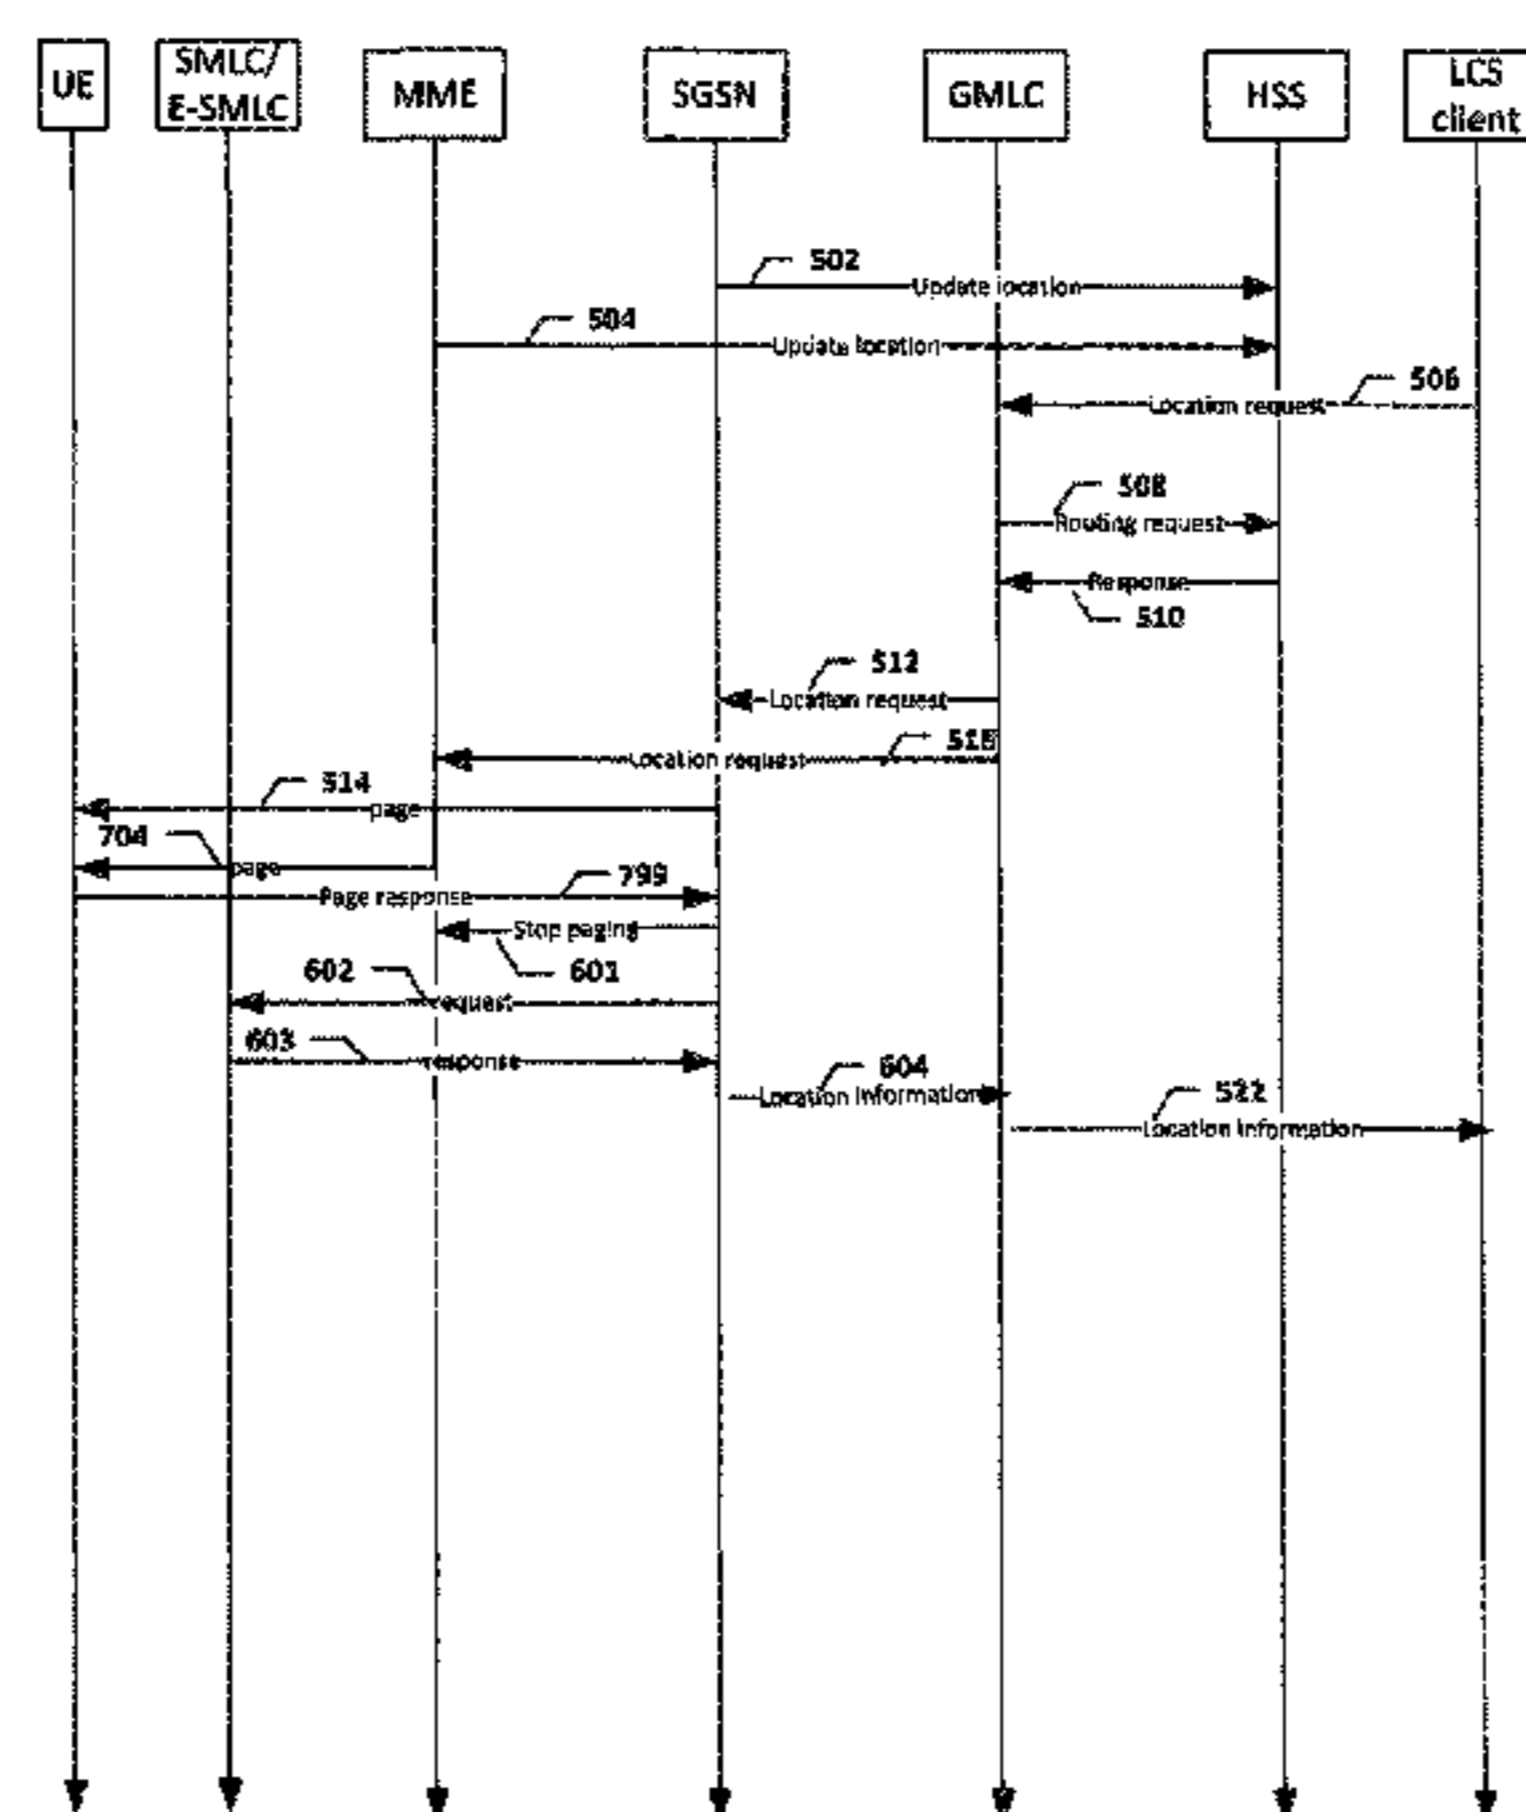 UE
SMLC/
E-SMLC
MME
SGSN
GMLC
HSS
LCS
client
502
Update location
504
Update location
506
Location request
508
Routing request
Response
510
512
Location request
Location request
514
page
704
page
799
Page response
Stop paging
601
602
request
603
response
604
Location Information
522
Location Information